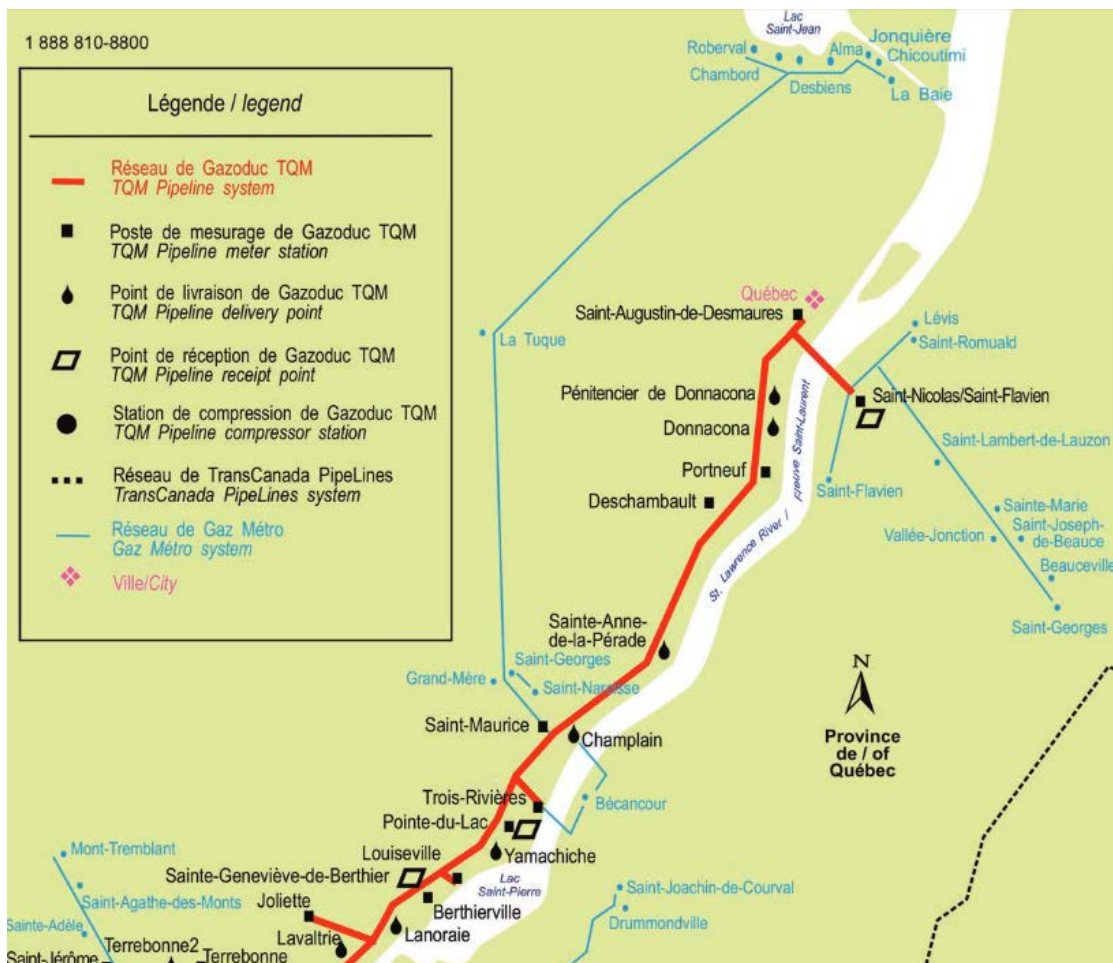 1 888 810-8800
Légende / legend
Réseau de Gazoduc TQM
TQM Pipeline system
Poste de mesurage de Gazoduc TQM
TQM Pipeline meter station
Point de livraison de Gazoduc TQM
TQM Pipeline delivery point
Point de réception de Gazoduc TQM
TQM Pipeline receipt point
Station de compression de Gazoduc TQM
TQM Pipeline compressor station
Réseau de TransCanada PipeLines
TransCanada PipeLines system
Réseau de Gaz Métro
Gaz Métro system
Ville/City
Lac
Saint-Jean
Roberval
Alma
Jonquière
Chicoutimi
Chambord
Desbiens
La Baie
La Tuque
Québec
Saint-Augustin-de-Desmaures
Lévis
Saint-Romuald
Pénitencier de Donnacona
Saint-Nicolas/Saint-Flavien
Donnacona
Saint-Lambert-de-Lauzon
Portneuf
Saint-Flavien
Deschambault
Sainte-Marie
Vallée-Jonction
Saint-Joseph-
de-Beauce
Beauceville
Saint-Georges
St. Lawrence River / Fleuve Saint-Laurent
Sainte-Anne-
de-la-Pérade
Saint-Georges
Grand-Mère
Saint-Narcisse
Saint-Maurice
Champlain
N
Province
de / of
Québec
Trois-Rivières
Bécancour
Pointe-du-Lac
Yamachiche
Louiseville
Mont-Tremblant
Sainte-Geneviève-de-Berthier
Lac
Saint-Pierre
Saint-Joachin-de-Courval
Saint-Agathe-des-Monts
Joliette
Berthierville
Drummondville
Sainte-Adèle
Lavaltrie
Lanoraie
Terrebonne2
Saint-Jérôme
Terrebonne